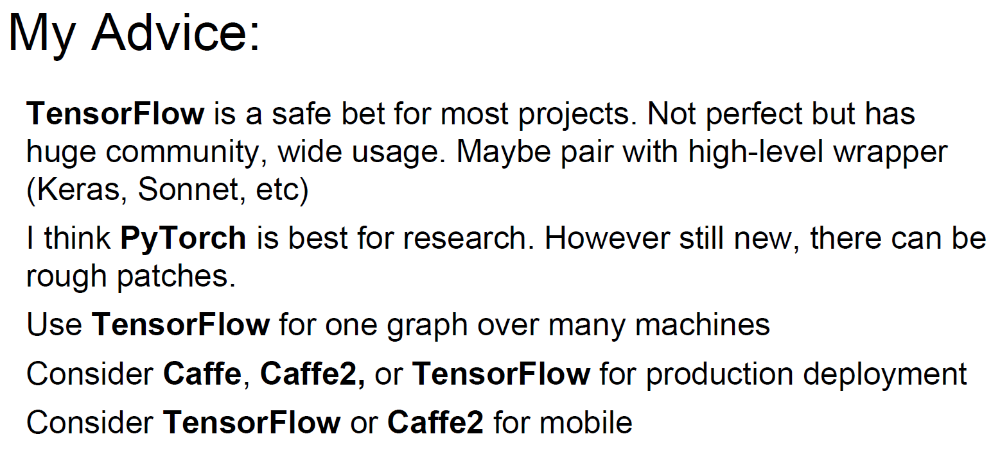 My Advice:
TensorFlow is a safe bet for most projects. Not perfect but has
huge community, wide usage. Maybe pair with high-level wrapper
(Keras, Sonnet, etc)
I think PyTorch is best for research. However still new, there can be
rough patches.
Use TensorFlow for one graph over many machines
Consider Caffe, Caffe2, or TensorFlow for production deployment
Consider TensorFlow or Caffe2 for mobile